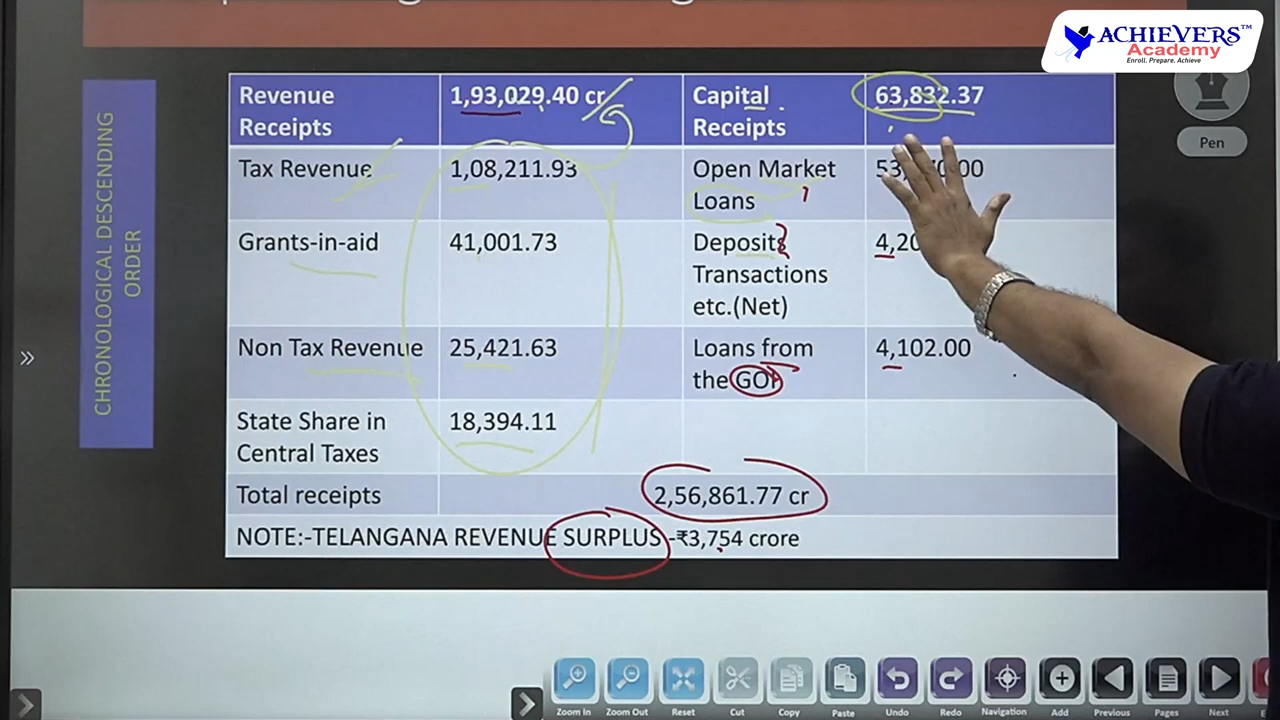 ACHIEVERS™
Academy
Enroll. Prepare. Achieve
Pen
CHRONOLOGICAL DESCENDING
ORDER
Revenue
Receipts
1,93,029.40 cr
Capital
Receipts
63,832.37
Tax Revenue
1,08,211.93
Open Market
Loans
Grants-in-aid
41,001.73
Deposits
Transactions
etc.(Net)
Non Tax Revenue
25,421.63
Loans from
the GOI
4,102.00
State Share in
Central Taxes
18,394.11
Total receipts
2,56,861.77 cr
NOTE:-TELANGANA REVENUE SURPLUS -₹3,754 crore
Zoom In
Zoom Out
Reset
Cut
Copy
Paste
Undo
Redo
Navigation
Add
Previous
Pages
Next